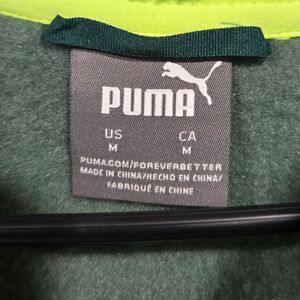 PUMA
US CA
M M
PUMA.COM/FOREVERBETTER
MADE IN CHINA/HECHO EN CHINA/
FABRIQUÉ EN CHINE